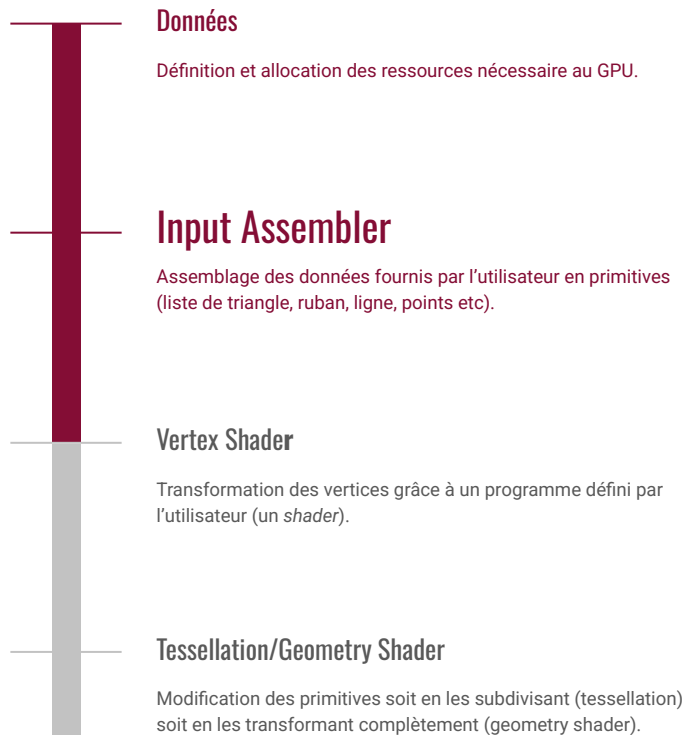 Données
Définition et allocation des ressources nécessaire au GPU.
Input Assembler
Assemblage des données fournis par l’utilisateur en primitives
(liste de triangle, ruban, ligne, points etc).
Vertex Shader
Transformation des vertices grâce à un programme défini par
l’utilisateur (un shader).
Tessellation/Geometry Shader
Modification des primitives soit en les subdivisant (tessellation)
soit en les transformant complètement (geometry shader).